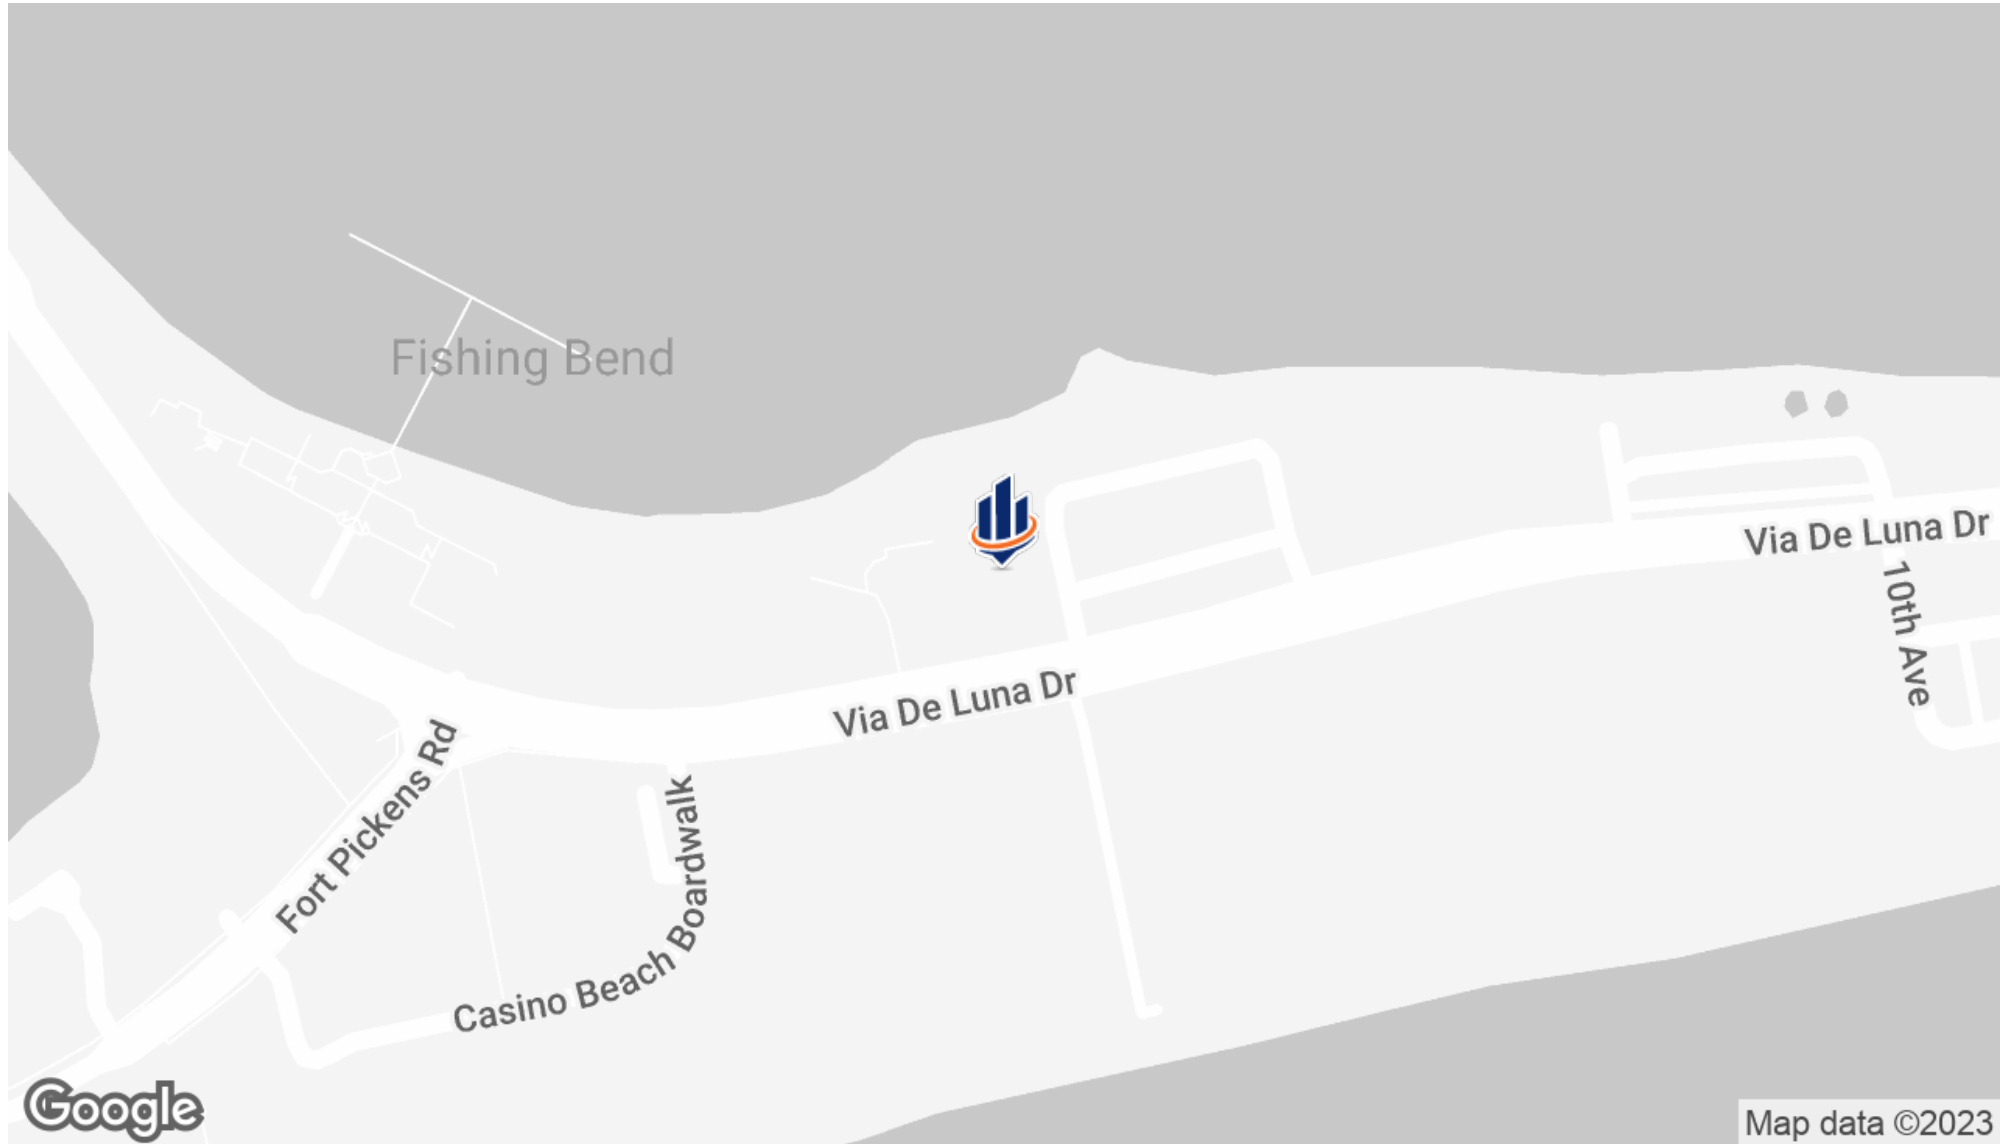 Fishing Bend
Via De Luna Dr
10th Ave
Via De Luna Dr
Fort Pickens Rd
Casino Beach Boardwalk
Google
Map data ©2023